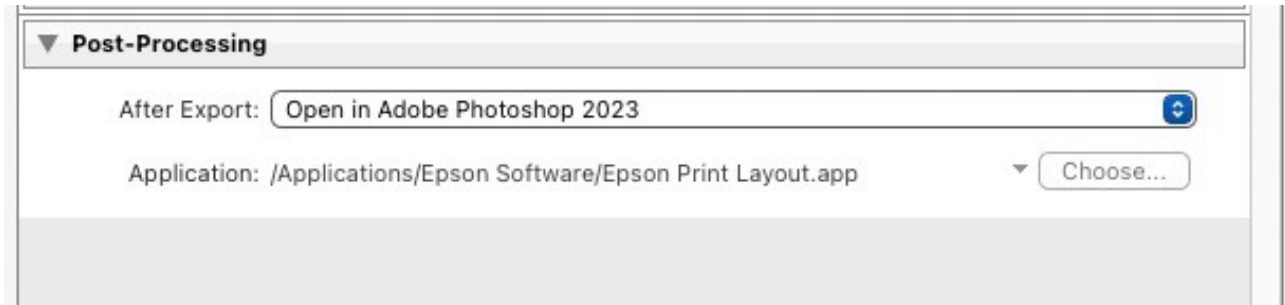 Post-Processing
After Export: Open in Adobe Photoshop 2023
Application: /Applications/Epson Software/Epson Print Layout.app Choose...